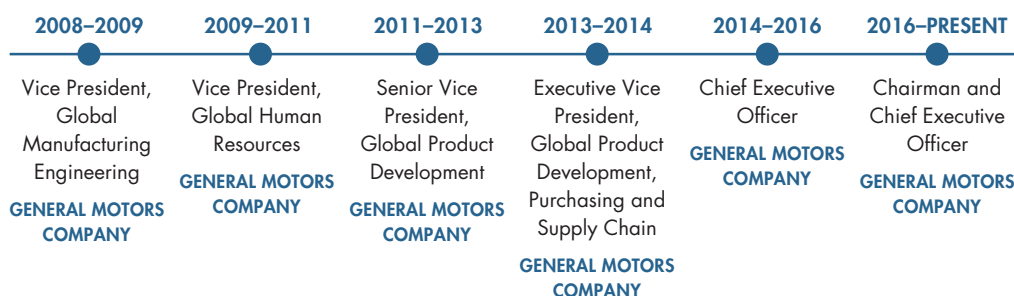 2008–2009
Vice President,
Global
Manufacturing
Engineering
GENERAL MOTORS
COMPANY
2009–2011
Vice President,
Global Human
Resources
GENERAL MOTORS
COMPANY
2011–2013
Senior Vice
President,
Global Product
Development
GENERAL MOTORS
COMPANY
2013–2014
Executive Vice
President,
Global Product
Development,
Purchasing and
Supply Chain
GENERAL MOTORS
COMPANY
2014–2016
Chief Executive
Officer
GENERAL MOTORS
COMPANY
2016–PRESENT
Chairman and
Chief Executive
Officer
GENERAL MOTORS
COMPANY